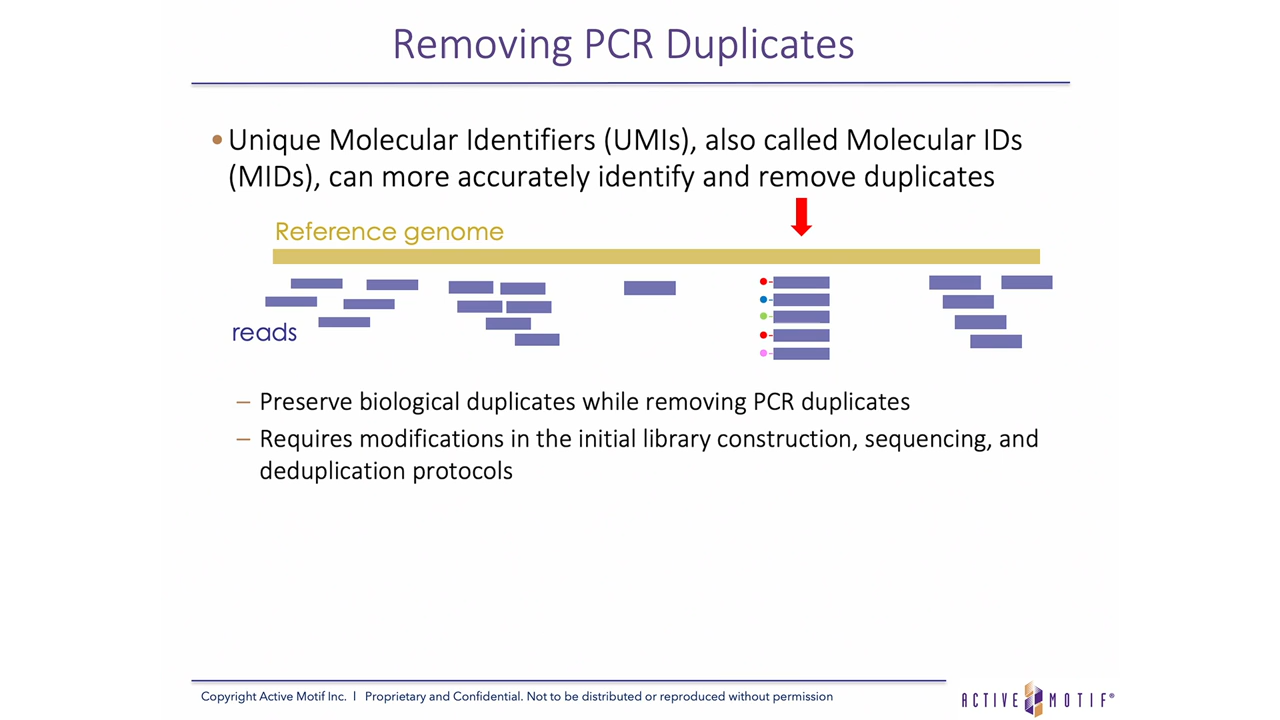 Removing PCR Duplicates
•Unique Molecular Identifiers (UMIs), also called Molecular IDs
(MIDs), can more accurately identify and remove duplicates
Reference genome
reads
– Preserve biological duplicates while removing PCR duplicates
– Requires modifications in the initial library construction, sequencing, and
deduplication protocols
Copyright Active Motif Inc. | Proprietary and Confidential. Not to be distributed or reproduced without permission
ACTIVE MOTIF®